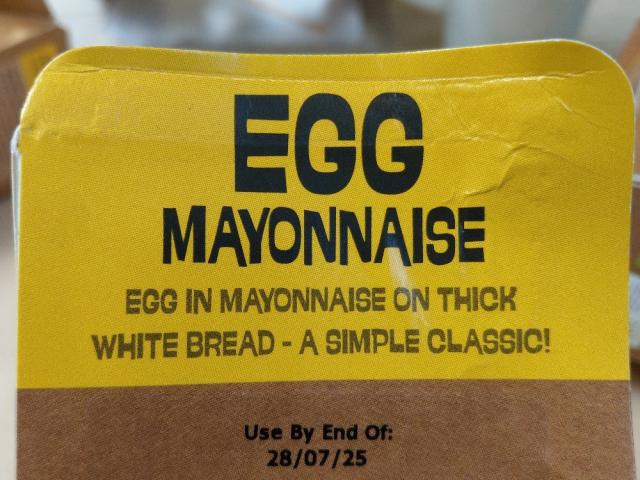 EGG
MAYONNAISE
EGG IN MAYONNAISE ON THICK
WHITE BREAD - A SIMPLE CLASSIC!
Use By End Of:
28/07/25